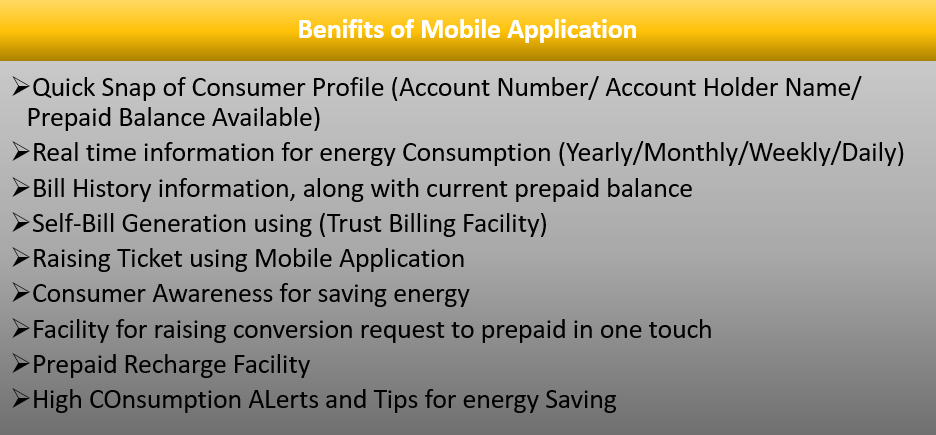 Benifits of Mobile Application
➢Quick Snap of Consumer Profile (Account Number/ Account Holder Name/
Prepaid Balance Available)
➢Real time information for energy Consumption (Yearly/Monthly/Weekly/Daily)
➢Bill History information, along with current prepaid balance
➢Self-Bill Generation using (Trust Billing Facility)
➢Raising Ticket using Mobile Application
➢Consumer Awareness for saving energy
➢Facility for raising conversion request to prepaid in one touch
➢Prepaid Recharge Facility
➢High COnsumption ALerts and Tips for energy Saving